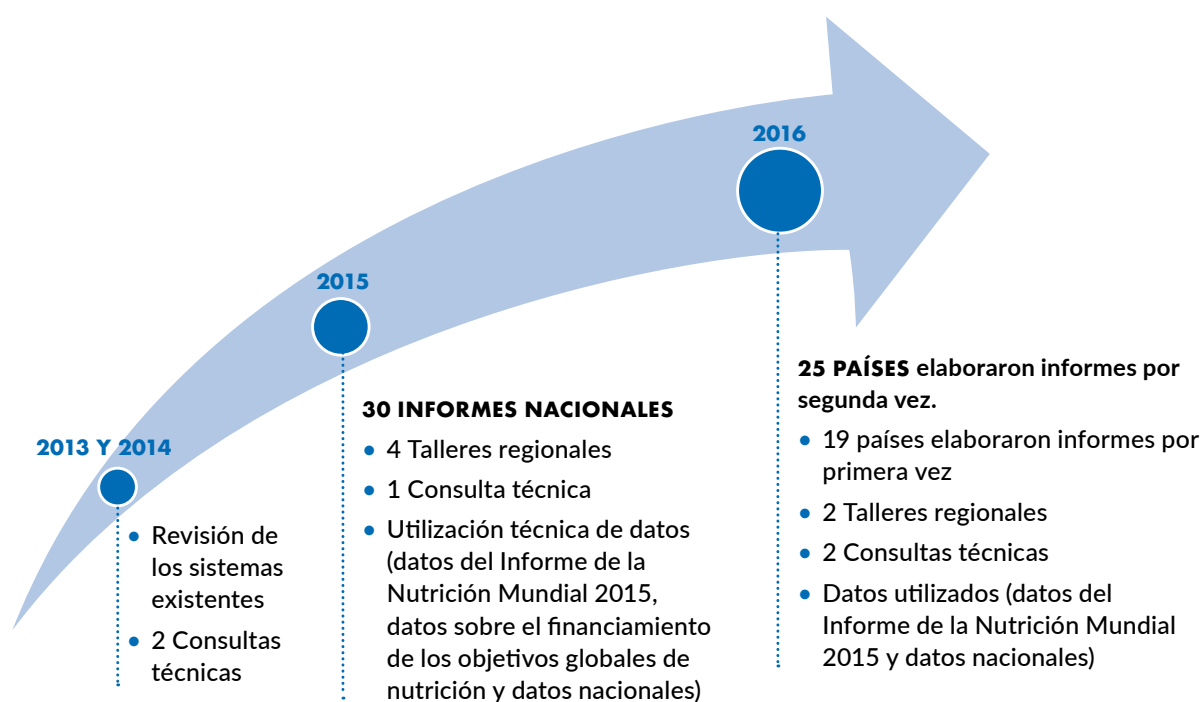 2013 Y 2014
• Revisión de
los sistemas
existentes
• 2 Consultas
técnicas
2015
30 INFORMES NACIONALES
• 4 Talleres regionales
• 1 Consulta técnica
• Utilización técnica de datos
(datos del Informe de la
Nutrición Mundial 2015,
datos sobre el financiamiento
de los objetivos globales de
nutrición y datos nacionales)
2016
25 PAÍSES elaboraron informes por
segunda vez.
• 19 países elaboraron informes por
primera vez
• 2 Talleres regionales
• 2 Consultas técnicas
• Datos utilizados (datos del
Informe de la Nutrición Mundial
2015 y datos nacionales)